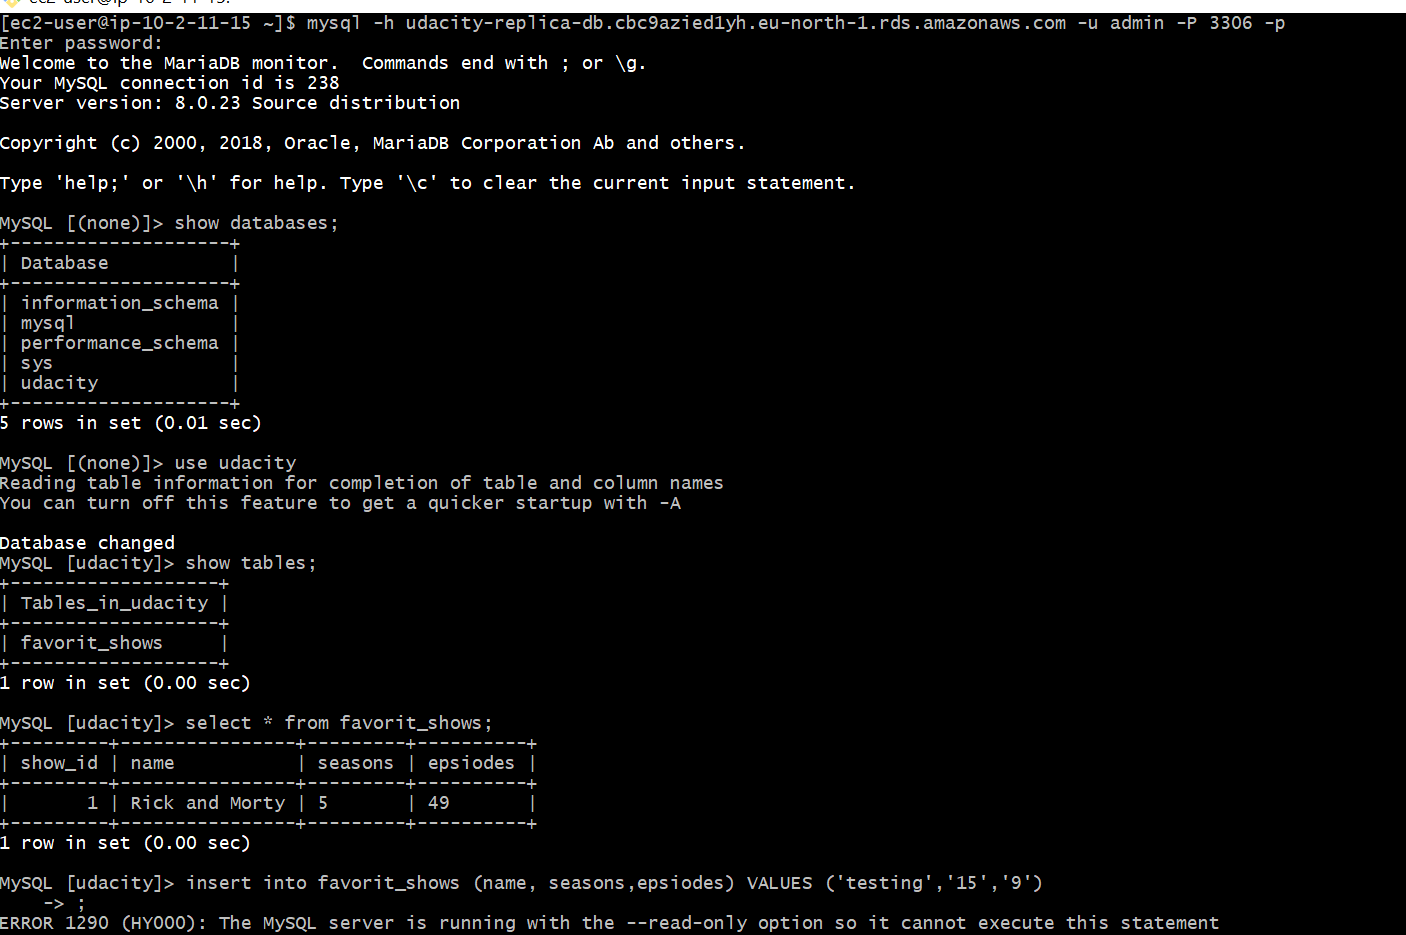 [ec2-user@ip-10-2-11-15 ~]$ mysql -h udacity-replica-db.cbc9azied1yh.eu-north-1.rds.amazonaws.com -u admin -P 3306 -p
Enter password:
Welcome to the MariaDB monitor.  Commands end with ; or \g.
Your MySQL connection id is 238
Server version: 8.0.23 Source distribution

Copyright (c) 2000, 2018, Oracle, MariaDB Corporation Ab and others.

Type 'help;' or '\h' for help. Type '\c' to clear the current input statement.

MySQL [(none)]> show databases;
+--------------------+
| Database           |
+--------------------+
| information_schema |
| mysql              |
| performance_schema |
| sys                |
| udacity            |
+--------------------+
5 rows in set (0.01 sec)

MySQL [(none)]> use udacity
Reading table information for completion of table and column names
You can turn off this feature to get a quicker startup with -A

Database changed
MySQL [udacity]> show tables;
+-------------------+
| Tables_in_udacity |
+-------------------+
| favorit_shows     |
+-------------------+
1 row in set (0.00 sec)

MySQL [udacity]> select * from favorit_shows;
+---------+----------------+---------+----------+
| show_id | name           | seasons | epsiodes |
+---------+----------------+---------+----------+
|       1 | Rick and Morty | 5       | 49       |
+---------+----------------+---------+----------+
1 row in set (0.00 sec)

MySQL [udacity]> insert into favorit_shows (name, seasons,epsiodes) VALUES ('testing','15','9')
    -> ;
ERROR 1290 (HY000): The MySQL server is running with the --read-only option so it cannot execute this statement